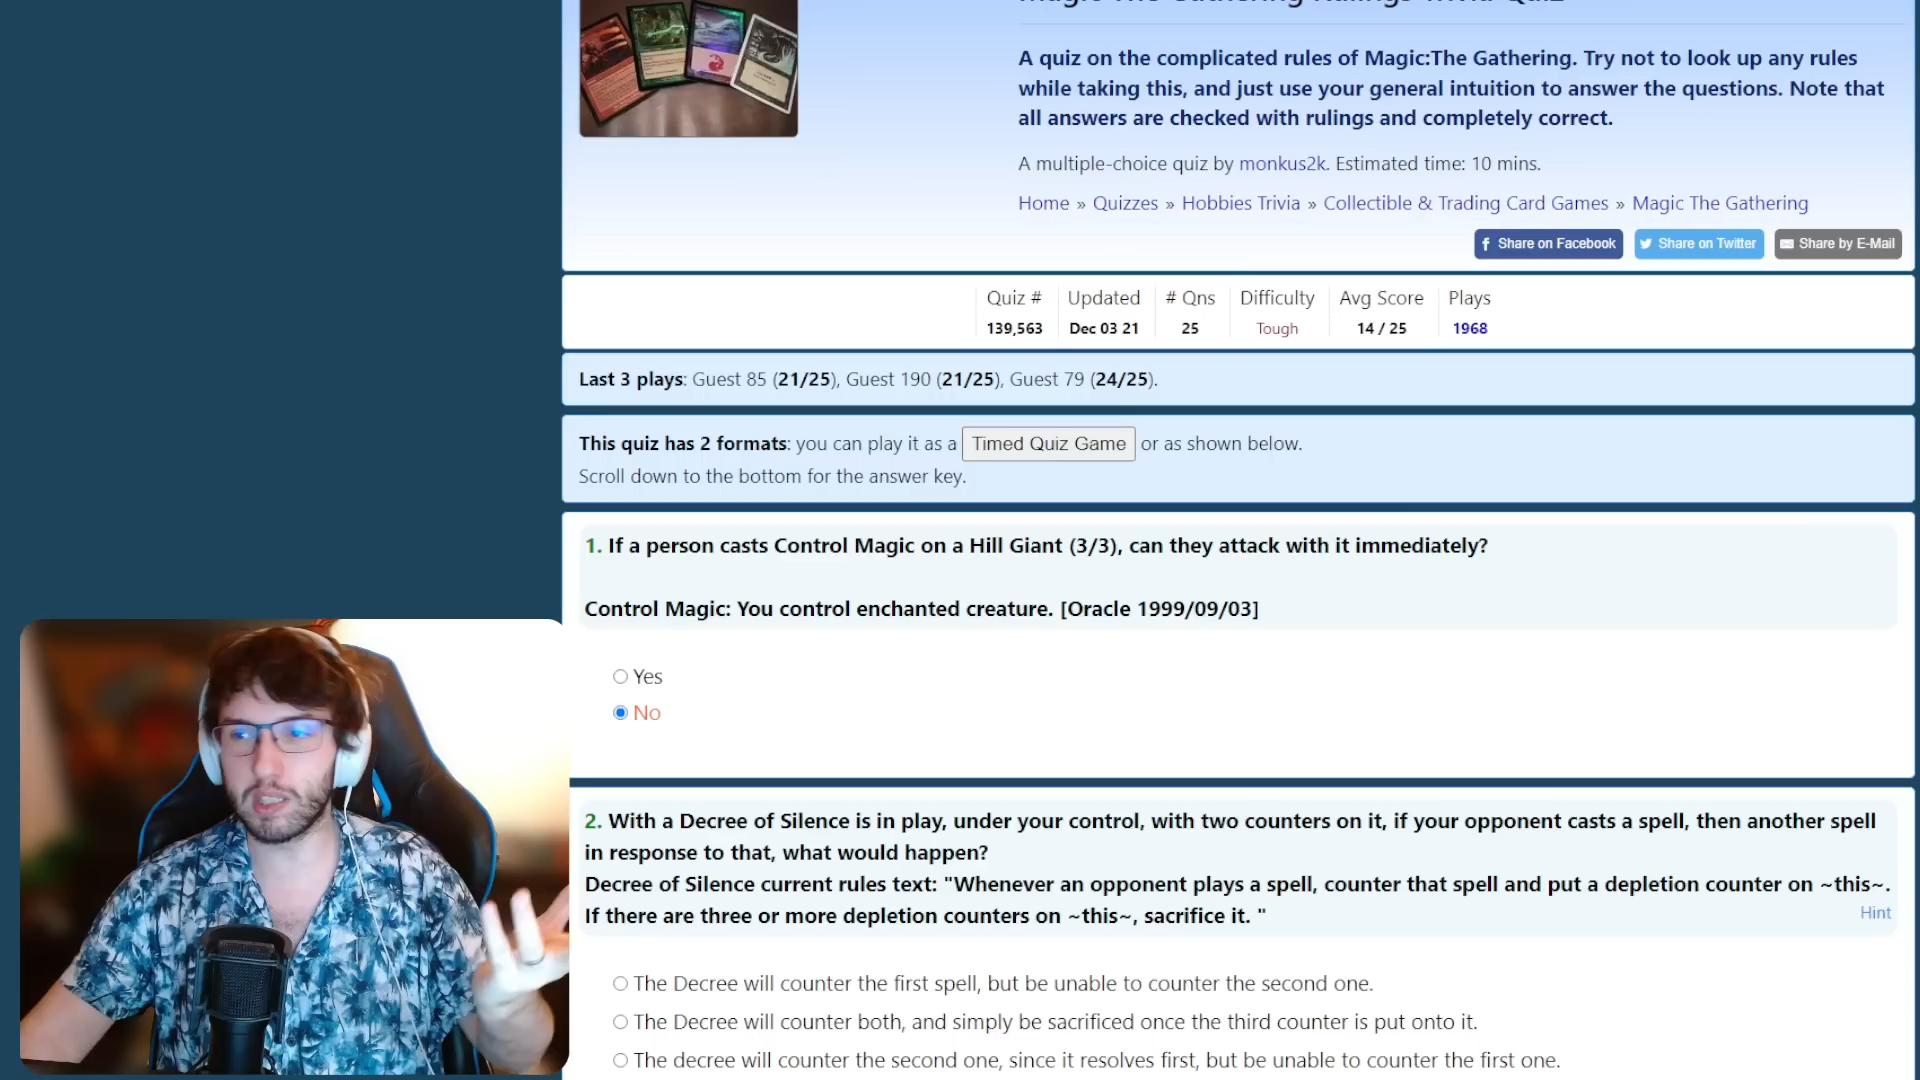 A quiz on the complicated rules of Magic:The Gathering. Try not to look up any rules
while taking this, and just use your general intuition to answer the questions. Note that
all answers are checked with rulings and completely correct.
A multiple-choice quiz by monkus2k. Estimated time: 10 mins.
Home » Quizzes » Hobbies Trivia » Collectible & Trading Card Games » Magic The Gathering
Share on Facebook Share on Twitter Share by E-Mail
Quiz # Updated # Qns Difficulty Avg Score Plays
139,563 Dec 03 21 25 Tough 14 / 25 1968
Last 3 plays: Guest 85 (21/25), Guest 190 (21/25), Guest 79 (24/25).
This quiz has 2 formats: you can play it as a Timed Quiz Game or as shown below.
Scroll down to the bottom for the answer key.
1. If a person casts Control Magic on a Hill Giant (3/3), can they attack with it immediately?
Control Magic: You control enchanted creature. [Oracle 1999/09/03]
Yes
No
2. With a Decree of Silence is in play, under your control, with two counters on it, if your opponent casts a spell, then another spell
in response to that, what would happen?
Decree of Silence current rules text: "Whenever an opponent plays a spell, counter that spell and put a depletion counter on ~this~.
If there are three or more depletion counters on ~this~, sacrifice it. "
Hint
The Decree will counter the first spell, but be unable to counter the second one.
The Decree will counter both, and simply be sacrificed once the third counter is put onto it.
The decree will counter the second one, since it resolves first, but be unable to counter the first one.